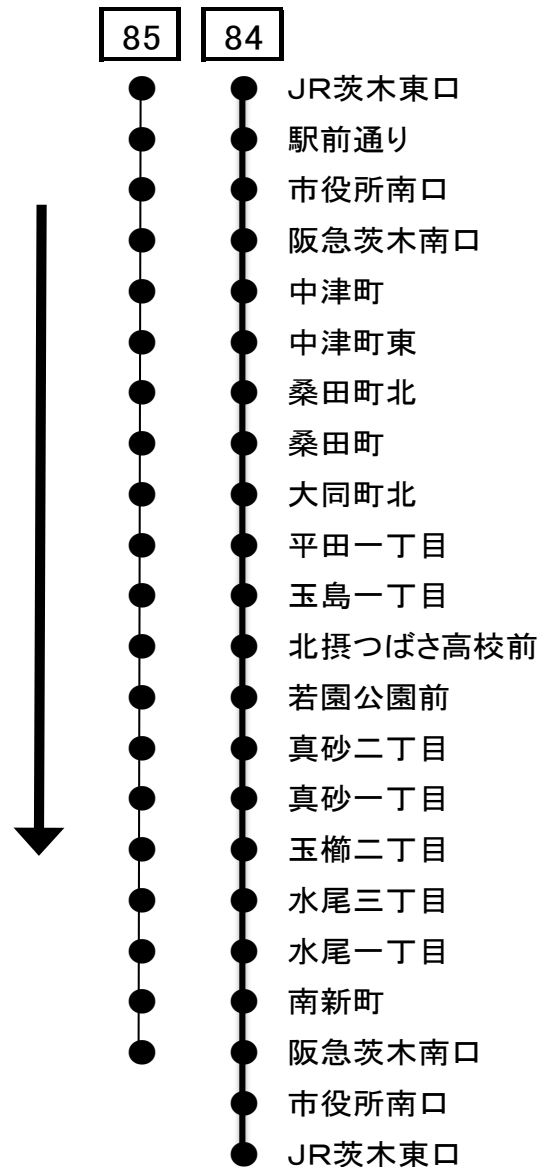 85 84
JR茨木東口
駅前通り
市役所南口
阪急茨木南口
中津町
中津町東
桑田町北
桑田町
大同町北
平田一丁目
玉島一丁目
北摂つばさ高校前
若園公園前
真砂二丁目
真砂一丁目
玉櫛二丁目
水尾三丁目
水尾一丁目
南新町
阪急茨木南口
市役所南口
JR茨木東口